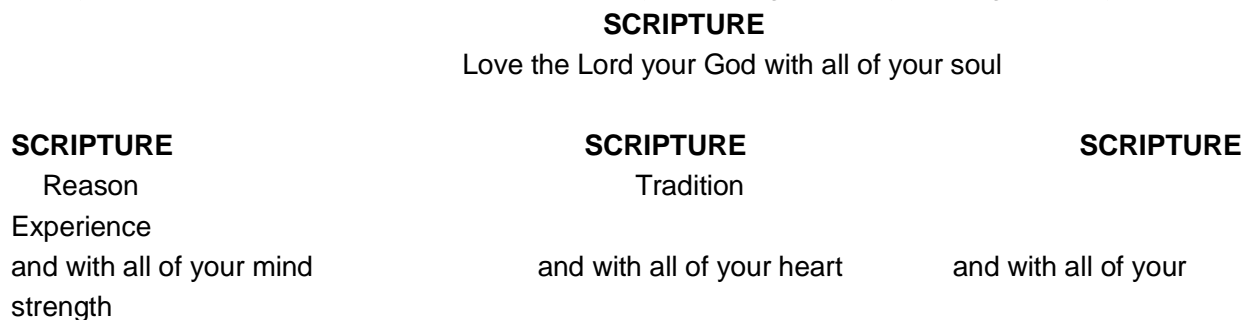 SCRIPTURE
Love the Lord your God with all of your soul
SCRIPTURE SCRIPTURE SCRIPTURE
Reason Tradition
Experience
and with all of your mind and with all of your heart and with all of your
strength